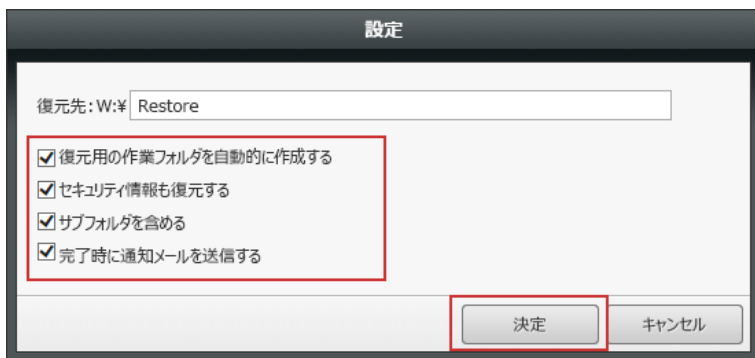 設定
復元先:W:¥ Restore
復元用の作業フォルダを自動的に作成する
セキュリティ情報も復元する
サブフォルダを含める
完了時に通知メールを送信する
決定 キャンセル